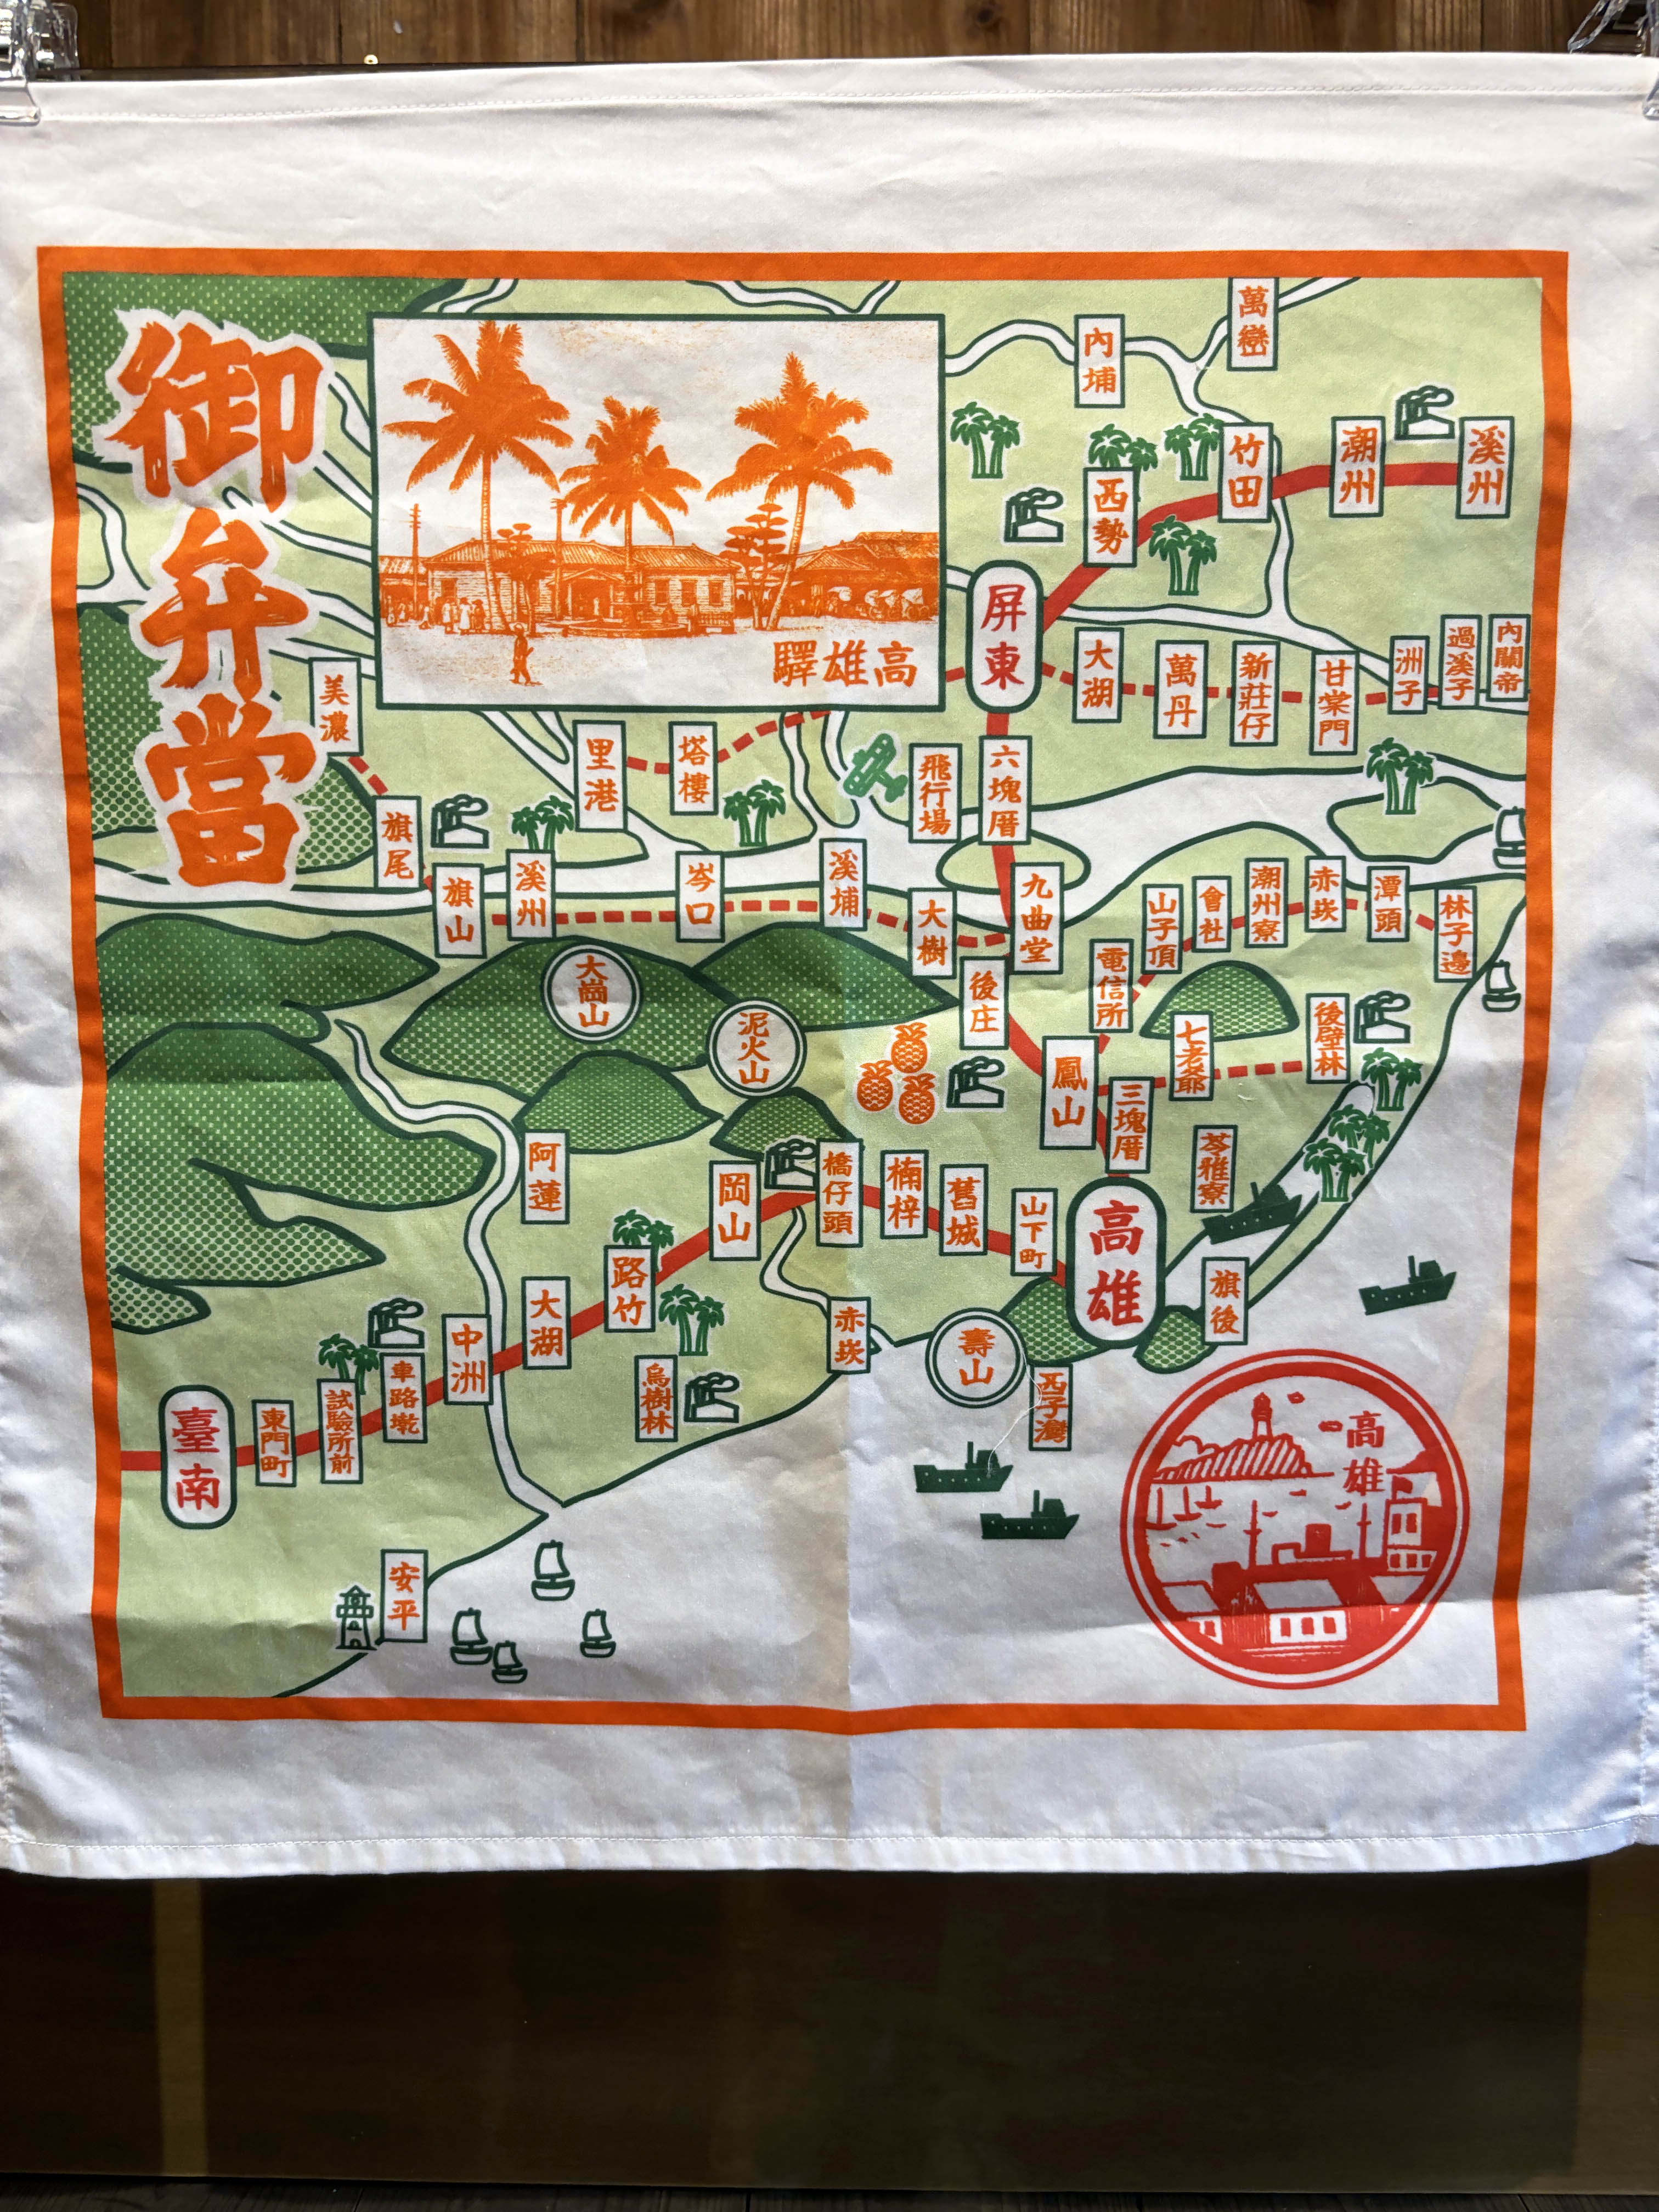 御弁當
高雄驛
萬巒
內埔
竹田
潮州
溪州
西勢
屏東
大湖
萬丹
新莊仔
甘棠門
洲子
過溪子
內關帝
美濃
里港
塔樓
飛行場
六塊厝
旗尾
旗山
溪州
岑口
溪埔
大樹
九曲堂
山子頂
會社
潮州寮
赤崁
潭頭
林子邊
大崗山
泥火山
後庄
電信所
鳳山
七老爺
後壁林
三塊厝
阿蓮
岡山
橋仔頭
楠梓
舊城
山下町
高雄
苓雅寮
旗後
路竹
大湖
中洲
赤崁
壽山
西子灣
烏樹林
車路墘
試驗所前
東門町
臺南
安平
高雄